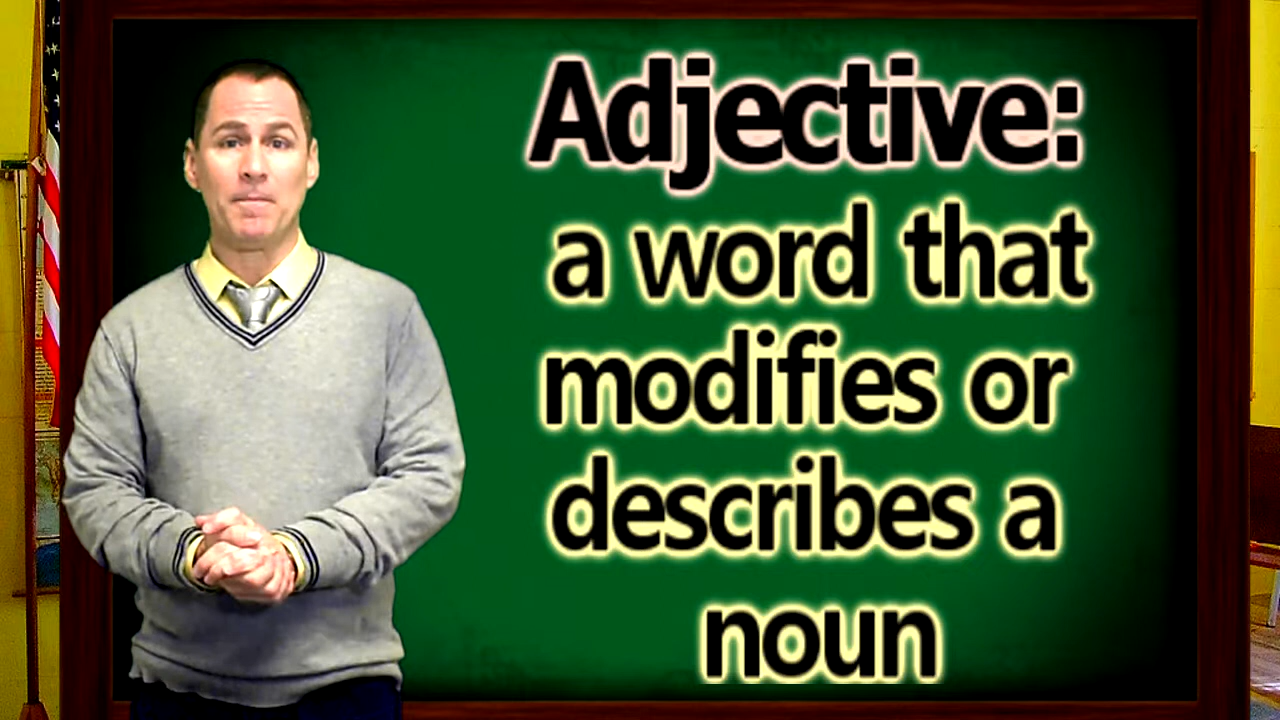 Adjective:
a word that
modifies or
describes a
noun